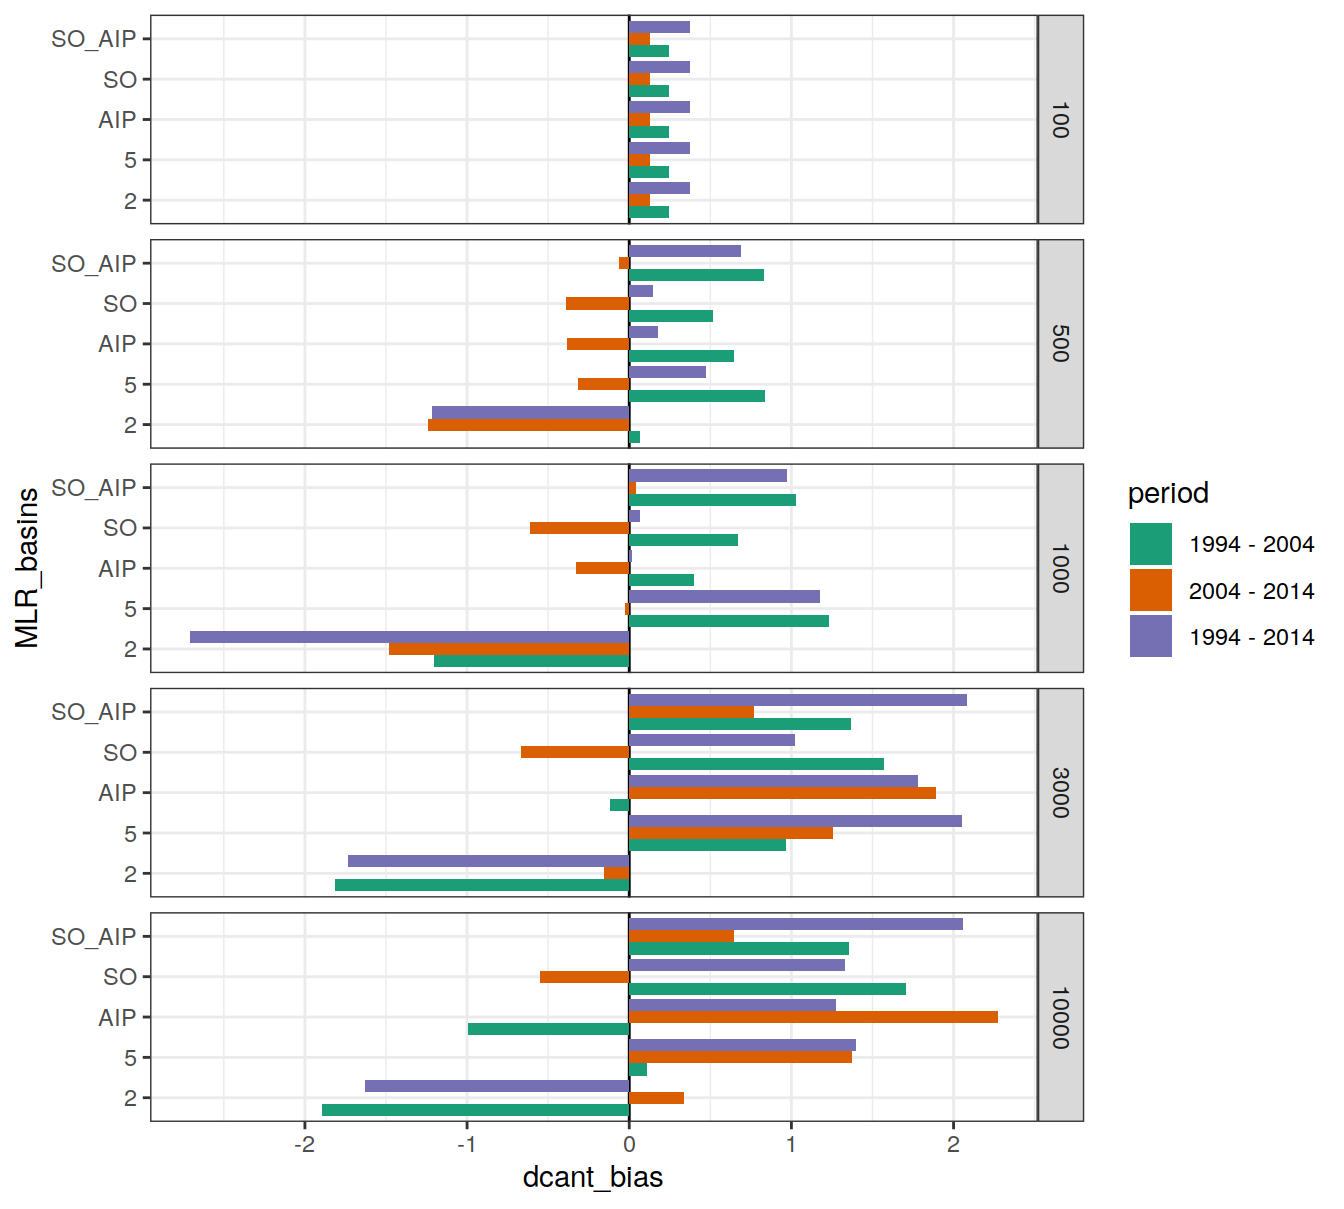 SO_AIP
SO
AIP
5
2
100
SO_AIP
SO
AIP
5
2
500
SO_AIP
SO
AIP
5
2
1000
SO_AIP
SO
AIP
5
2
3000
SO_AIP
SO
AIP
5
2
10000
-2 -1 0 1 2
dcant_bias
MLR_basins
period
1994 - 2004
2004 - 2014
1994 - 2014